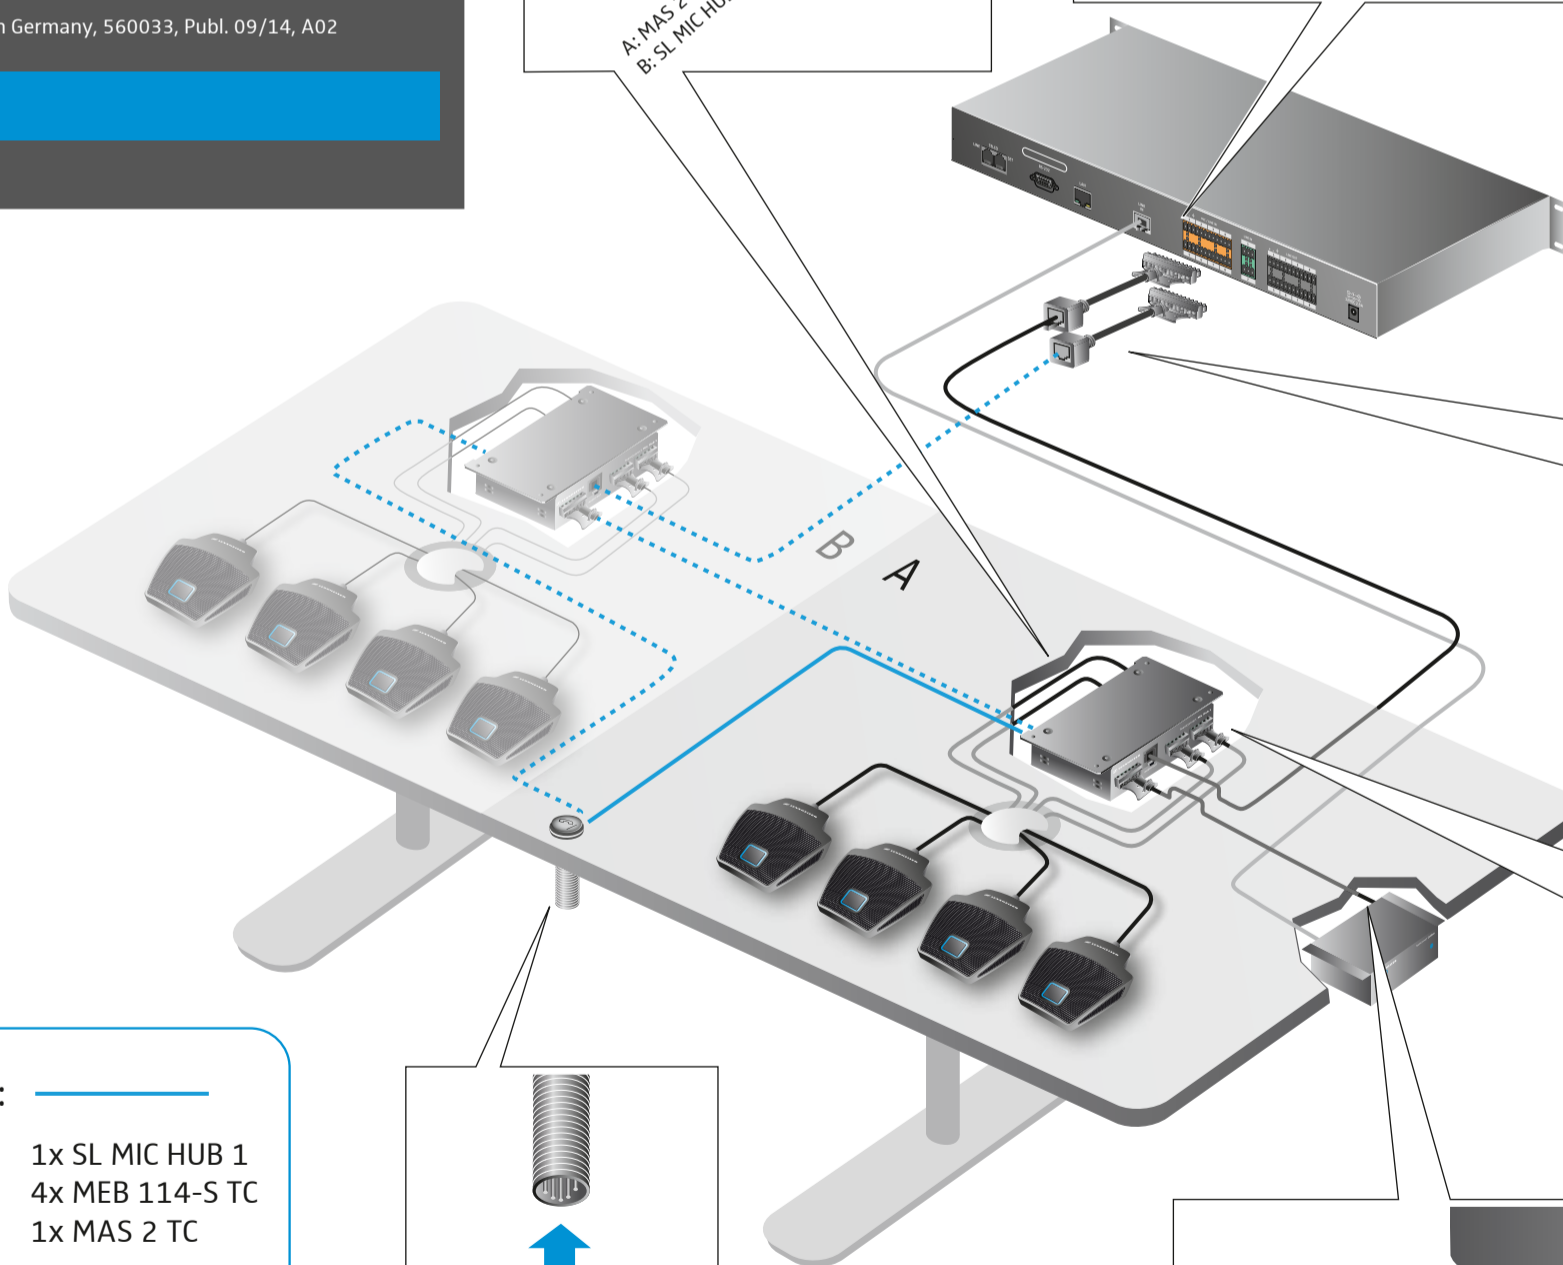 n Germany, 560033, Publ. 09/14, A02
A: MAS 2
B: SL MIC HU
B
A
:
1x SL MIC HUB 1
4x MEB 114-S TC
1x MAS 2 TC